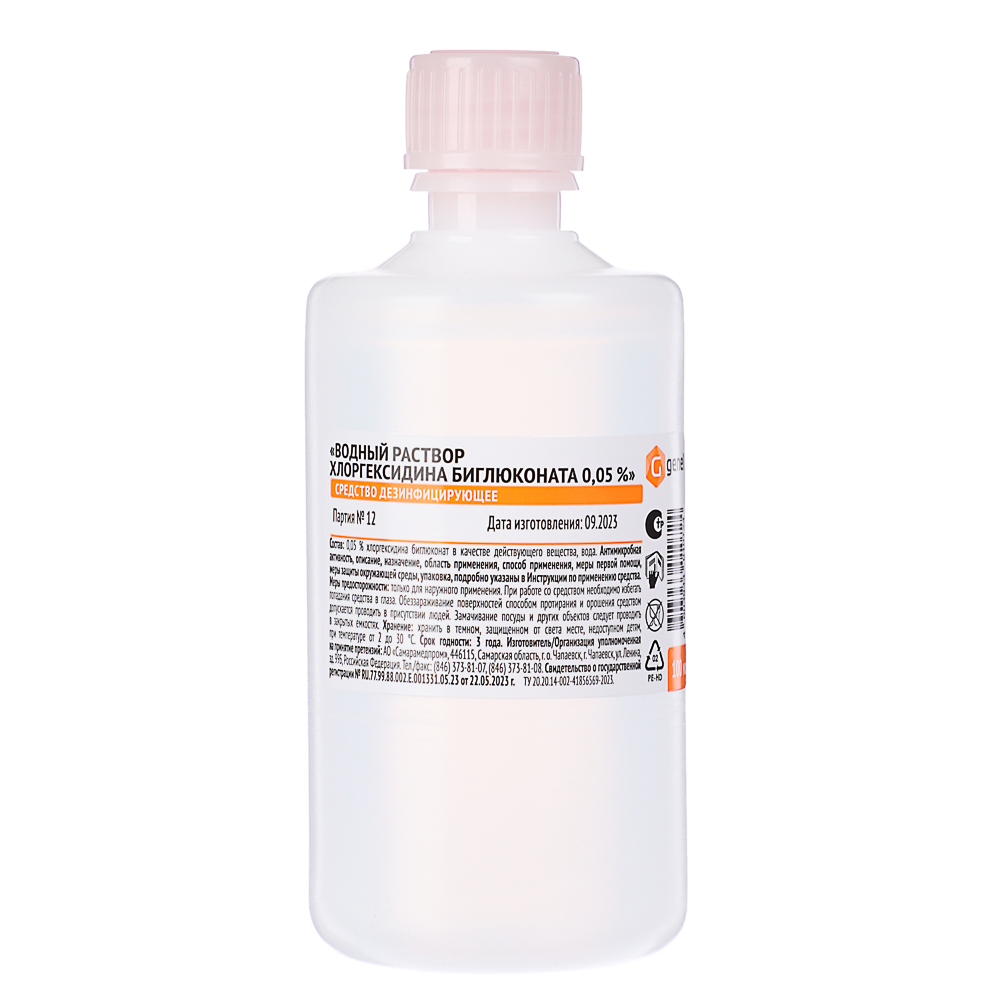 «ВОДНЫЙ РАСТВОР
ХЛОРГЕКСИДИНА БИГЛЮКОНАТА 0,05 %»
СРЕДСТВО ДЕЗИНФИЦИРУЮЩЕЕ
Партия № 12 Дата изготовления: 09.2023
Состав: 0,05 % хлоргексидина биглюконат в качестве действующего вещества, вода. Антимикробная
активность, описание, назначение, область применения, способ применения, меры первой помощи,
меры защиты окружающей среды, упаковка, подробно указаны в Инструкции по применению средства.
Меры предосторожности: только для наружного применения. При работе со средством необходимо избегать
попадания средства в глаза. Обеззараживание поверхностей способом протирания и орошения средством
допускается проводить в присутствии людей. Замачивание посуды и других объектов следует проводить
в закрытых емкостях. Хранение: хранить в темном, защищенном от света месте, недоступном детям,
при температуре от 2 до 30 °С. Срок годности: 3 года. Изготовитель/Организация уполномоченная
на принятие претензий: АО «Самарамедпром», 446115, Самарская область, г. о. Чапаевск, г. Чапаевск, ул. Ленина,
зд. 99Б, Российская Федерация. Тел./факс: (846) 373-81-07, (846) 373-81-08. Свидетельство о государственной
регистрации № RU.77.99.88.002.E.001331.05.23 от 22.05.2023 г. ТУ 20.20.14-002-41856569-2023.
G gene
02
PE-HD
100